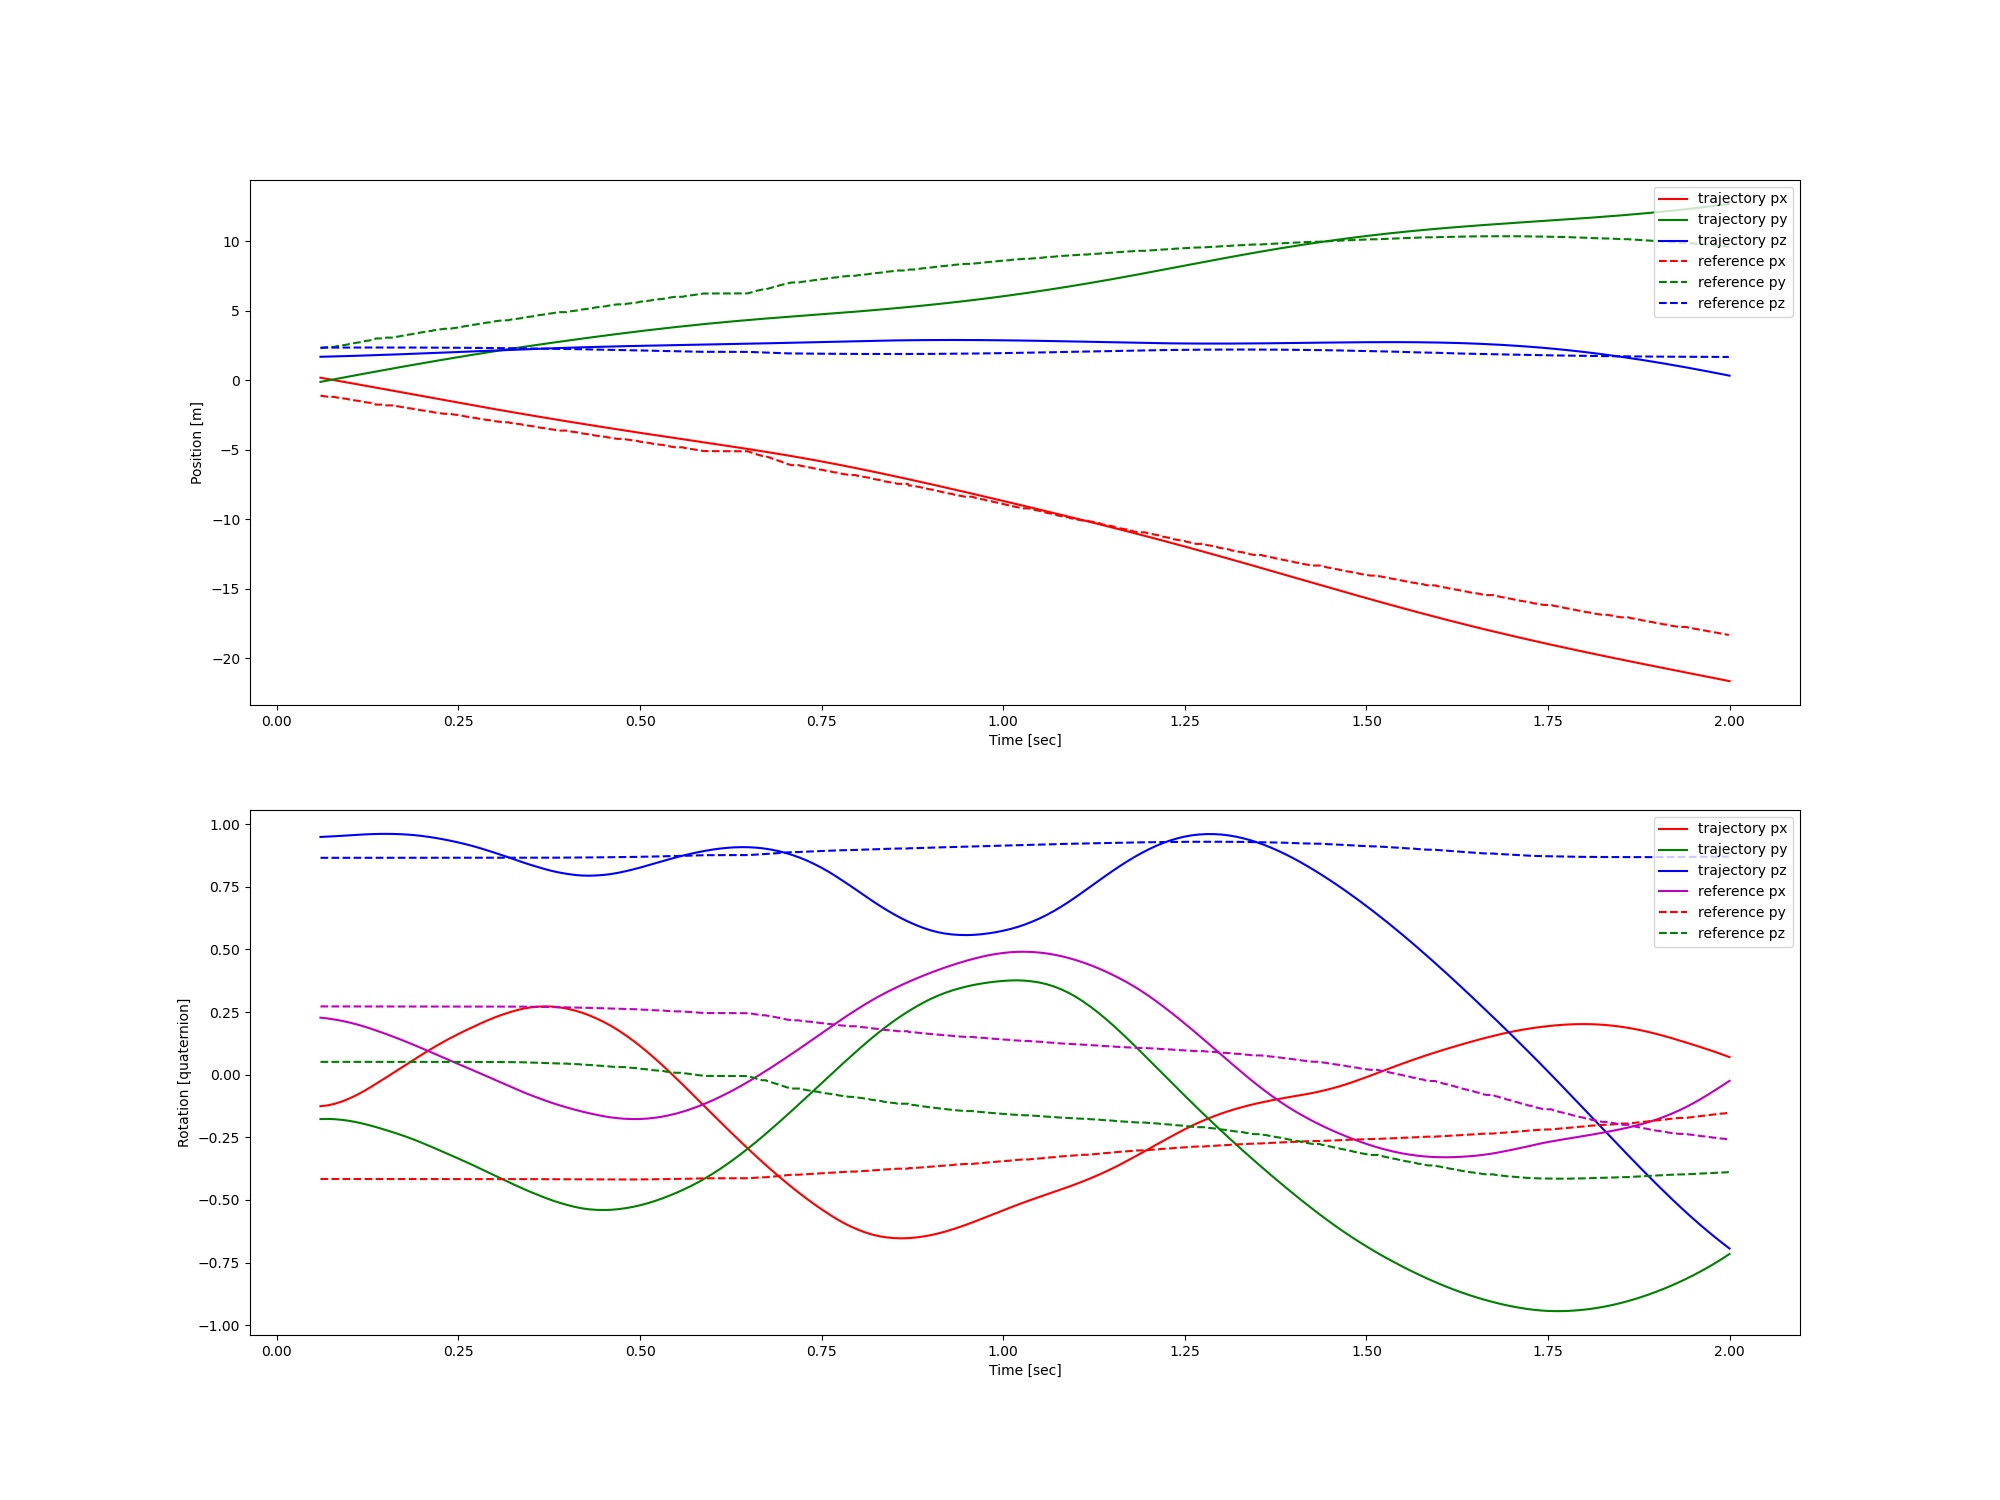 trajectory px
trajectory py
trajectory pz
reference px
reference py
reference pz
10
5
0
−5
−10
−15
−20
Position [m]
0.00 0.25 0.50 0.75 1.00 1.25 1.50 1.75 2.00
Time [sec]
trajectory px
trajectory py
trajectory pz
reference px
reference py
reference pz
1.00
0.75
0.50
0.25
0.00
−0.25
−0.50
−0.75
−1.00
Rotation [quaternion]
0.00 0.25 0.50 0.75 1.00 1.25 1.50 1.75 2.00
Time [sec]